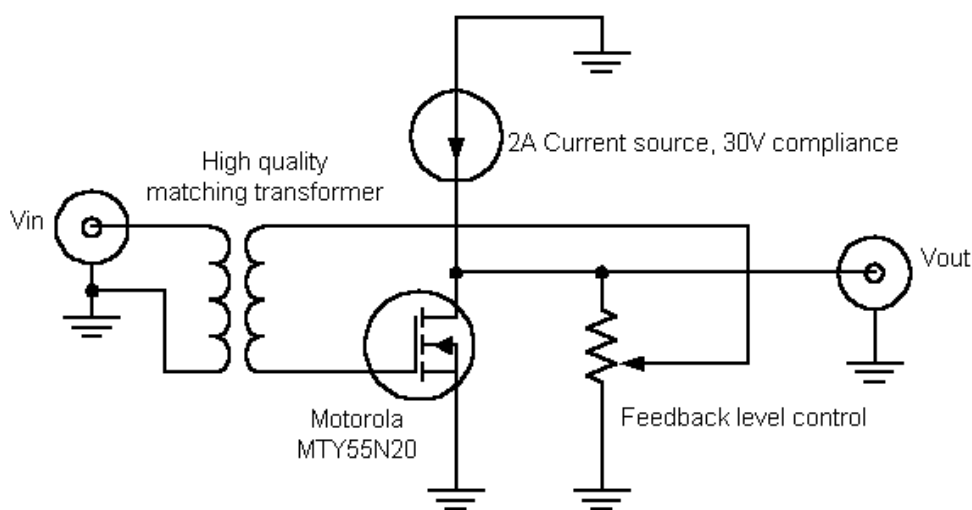 2A Current source, 30V compliance
High quality
matching transformer
Vin
Vout
Motorola
MTY55N20
Feedback level control